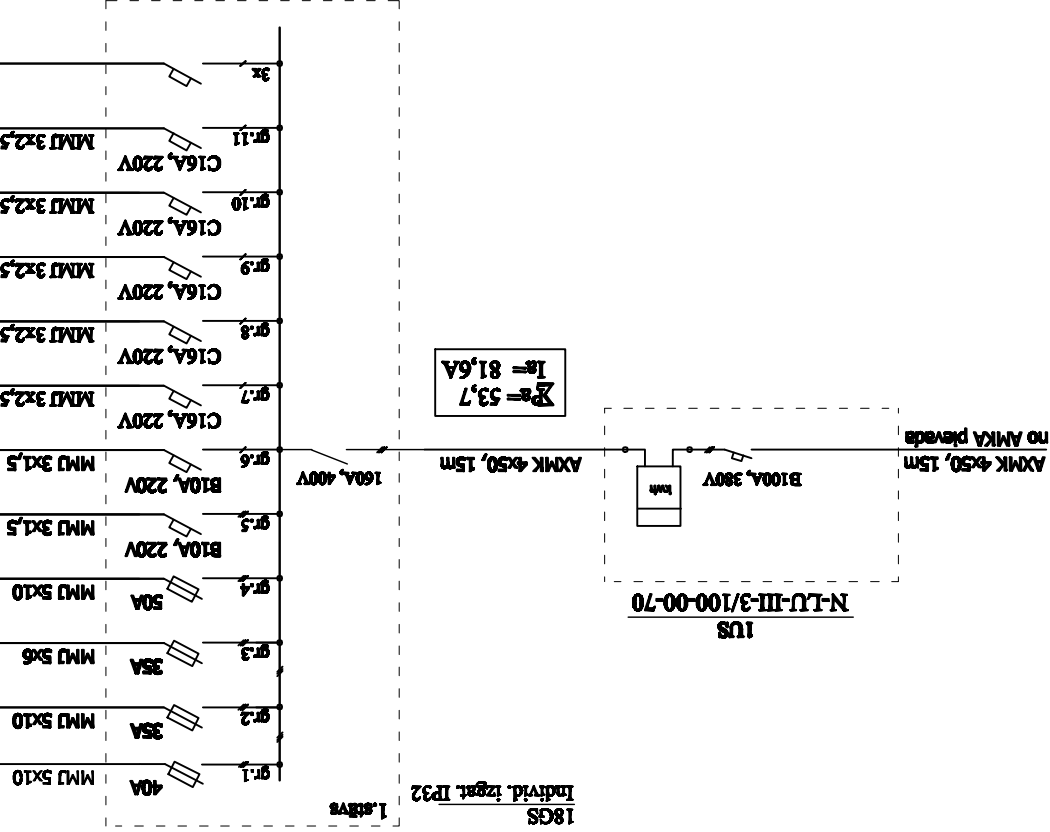 18GS
Individ. izgat. IP32
1.stāvs
gr.1 40A MMJ 5x10
gr.2 35A MMJ 5x10
gr.3 35A MMJ 5x6
gr.4 50A MMJ 5x10
1US
N-LU-III-3/100-00-70
gr.5 B10A, 220V MMJ 3x1,5
gr.6 B10A, 220V MMJ 3x1,5
AXMK 4x50, 15m
no AMKA pievada
B100A, 380V
kwh
AXMK 4x50, 15m
160A, 400V
ΣPa= 53,7
Ia= 81,6A
gr.7 C16A, 220V MMJ 3x2,5
gr.8 C16A, 220V MMJ 3x2,5
gr.9 C16A, 220V MMJ 3x2,5
gr.10 C16A, 220V MMJ 3x2,5
gr.11 C16A, 220V MMJ 3x2,5
3x